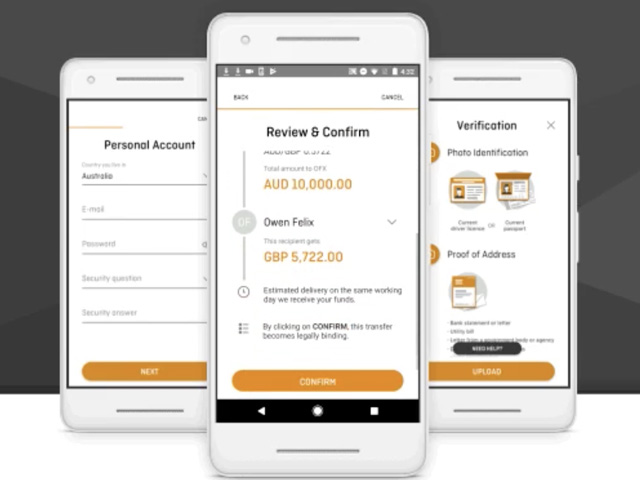 Personal Account
Country you live in
Australia
E-mail
Password
Security question
Security answer
NEXT
4:32
BACK
CANCEL
Review & Confirm
AUD/GBP 0.5722
Total amount to OFX
AUD 10,000.00
OF
Owen Felix
This recipient gets
GBP 5,722.00
Estimated delivery on the same working
day we receive your funds.
By clicking on CONFIRM, this transfer
becomes legally binding.
CONFIRM
Verification
Photo Identification
Current
driver license
OR
Current
passport
Proof of Address
- Bank statement or letter
- Utility bill
- Letter from a government body or agency
NEED HELP?
UPLOAD